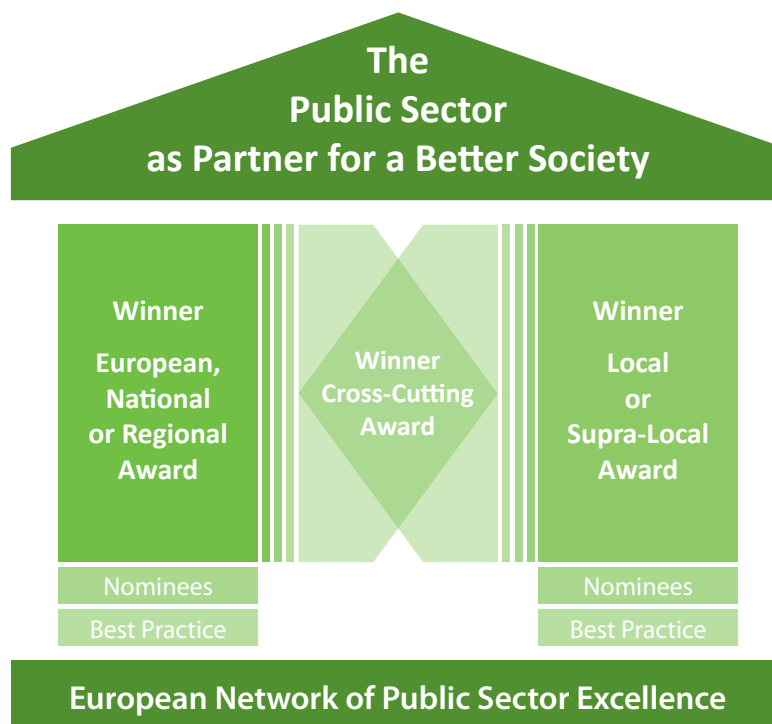 The
Public Sector
as Partner for a Better Society
Winner
European,
National
or Regional
Award
Winner
Cross-Cutting
Award
Winner
Local
or
Supra-Local
Award
Nominees
Best Practice
Nominees
Best Practice
European Network of Public Sector Excellence